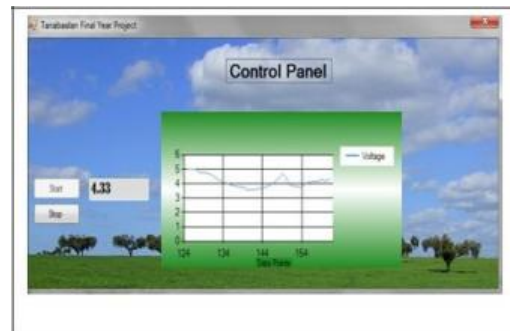 Tanabaalan Final Year Project
Control Panel
Voltage
6
5
4
3
2
1
0
124 134 144 154
Data Points
Start
4.33
Stop